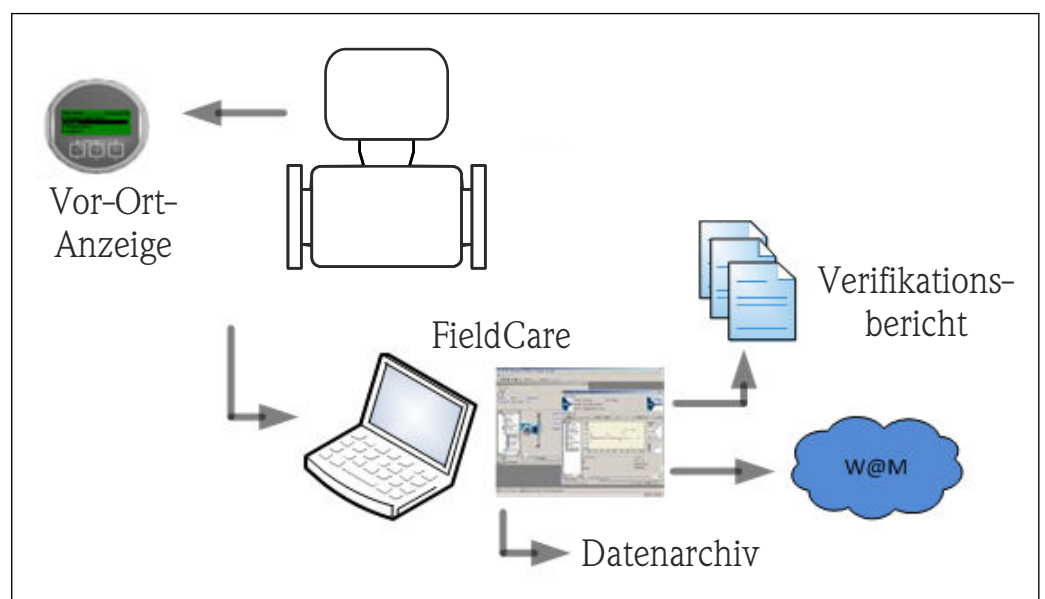 Vor-Ort-
Anzeige
FieldCare
Verifikations-
bericht
W@M
Datenarchiv